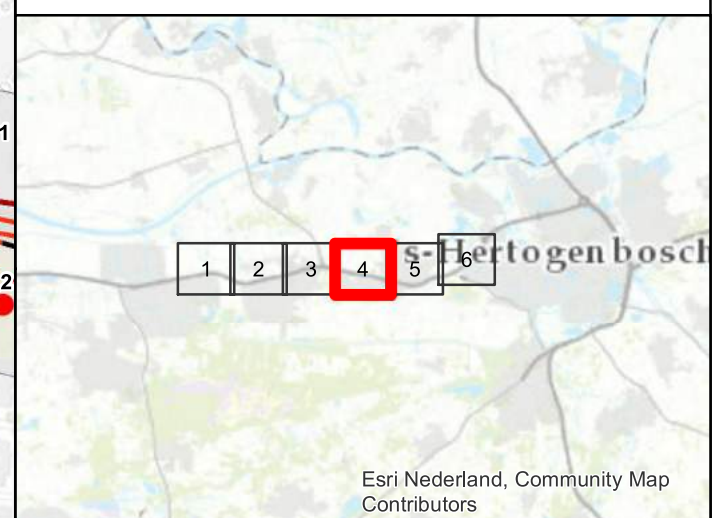 1
2
1 2 3 4 5 6
s-Hertogenbosch
Esri Nederland, Community Map
Contributors